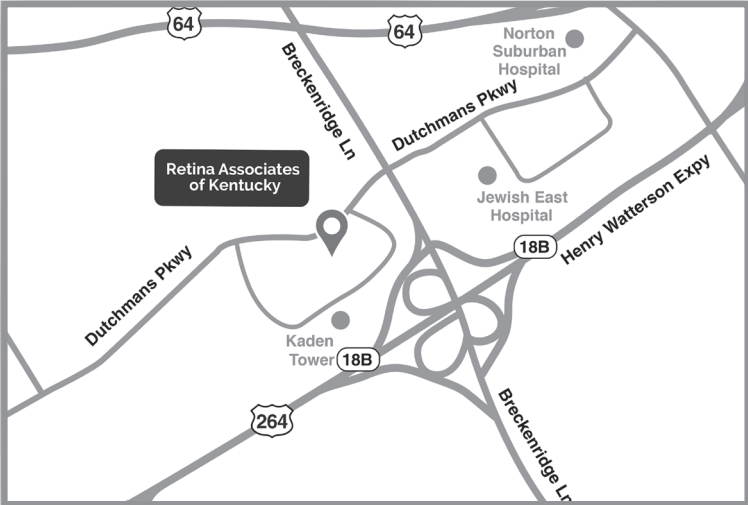 64
64
Norton
Suburban
Hospital
Breckenridge Ln
Dutchmans Pkwy
Retina Associates
of Kentucky
Jewish East
Hospital
Henry Watterson Expy
18B
Dutchmans Pkwy
Kaden
Tower
18B
264
Breckenridge Ln